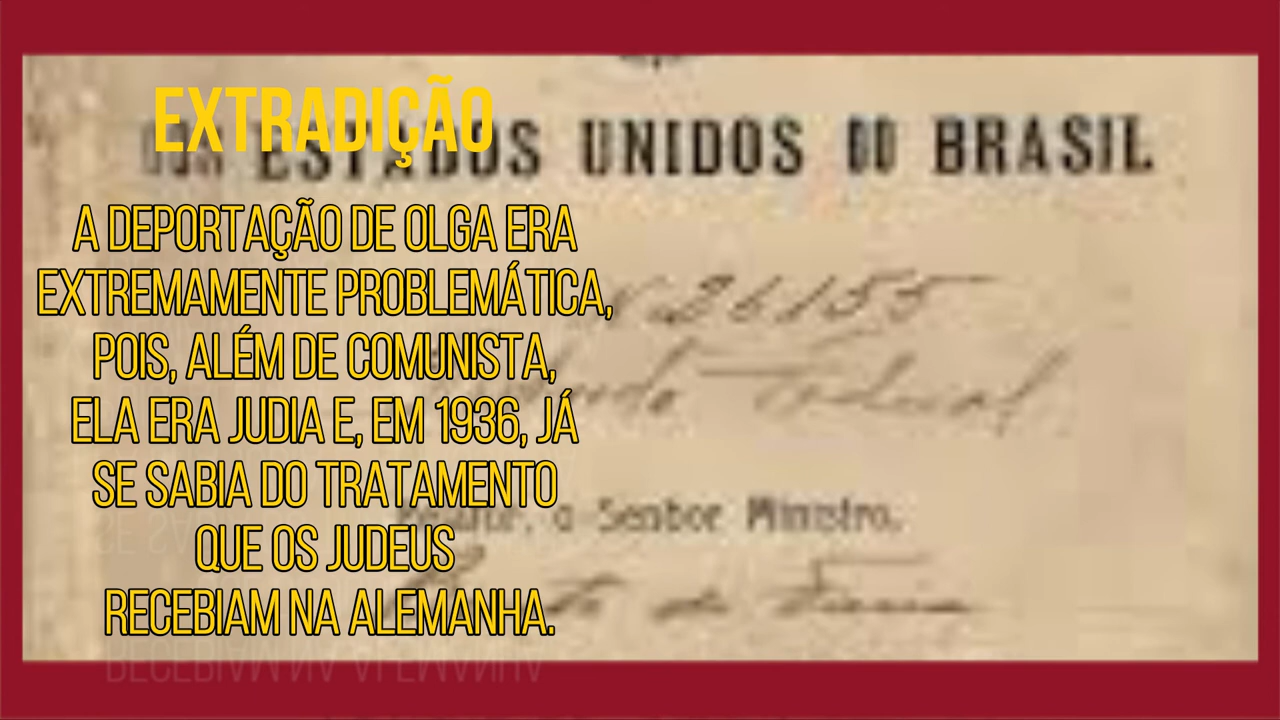 EXTRADIÇÃO
ESTADOS UNIDOS DO BRASIL
A DEPORTAÇÃO DE OLGA ERA
EXTREMAMENTE PROBLEMÁTICA,
N 26155
POIS, ALÉM DE COMUNISTA,
ELA ERA JUDIA E, EM 1936, JÁ
SE SABIA DO TRATAMENTO
o Senhor Ministro.
QUE OS JUDEUS
RECEBIAM NA ALEMANHA.